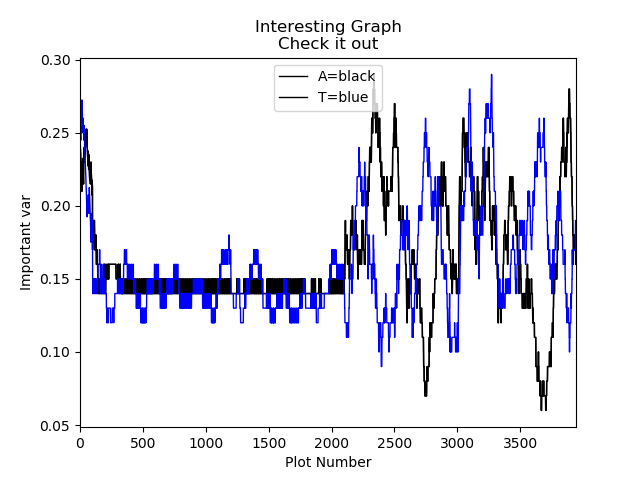 Interesting Graph
Check it out
A=black
T=blue
0.30
0.25
0.20
0.15
0.10
0.05
Important var
0 500 1000 1500 2000 2500 3000 3500
Plot Number